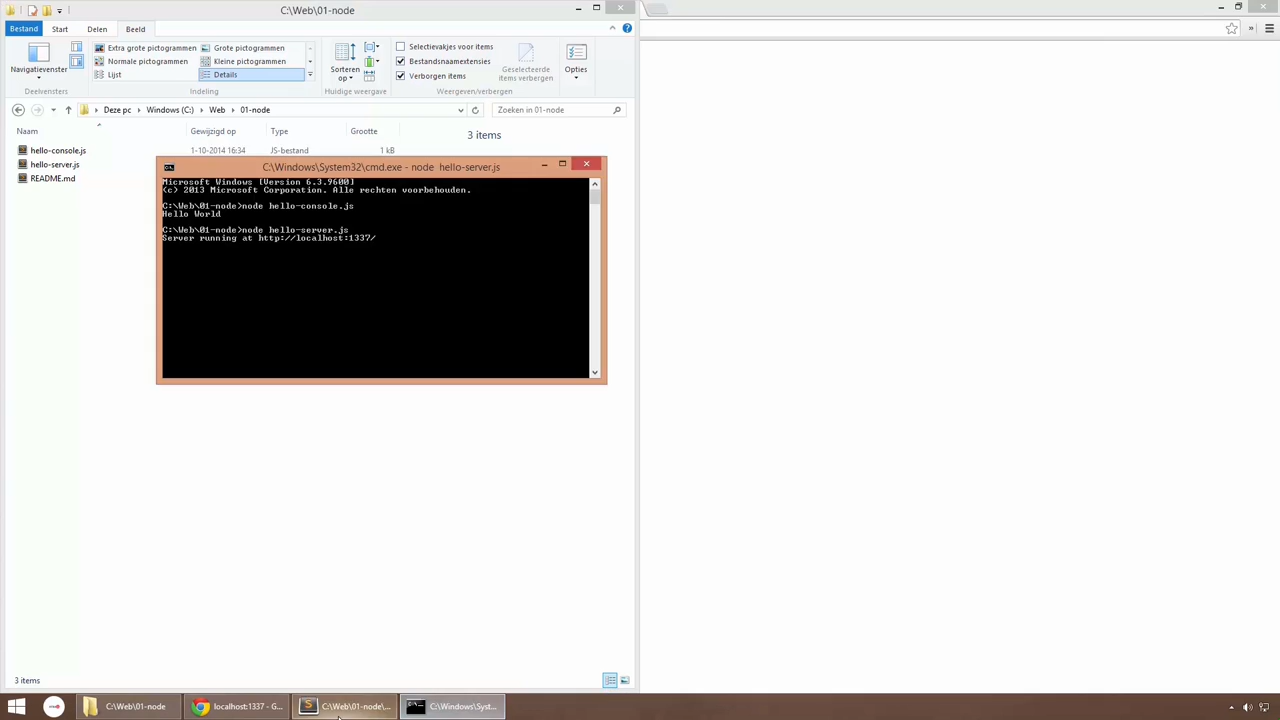 C:\Web\01-node
Bestand Start Delen Beeld
Navigatievenster
Extra grote pictogrammen Grote pictogrammen
Normale pictogrammen Kleine pictogrammen
Lijst Details
Sorteren op
Selectievakjes voor items
Bestandsnaamextensies
Verborgen items
Geselecteerde
items verbergen
Opties
Deelvensters Indeling Huidige weergave Weergeven/verbergen
Deze pc Windows (C:) Web 01-node Zoeken in 01-node
Naam Gewijzigd op Type Grootte
3 items
hello-console.js 1-10-2014 16:34 JS-bestand 1 kB
hello-server.js
README.md
C:\Windows\System32\cmd.exe - node hello-server.js
Microsoft Windows [Version 6.3.9600]
(c) 2013 Microsoft Corporation. Alle rechten voorbehouden.
C:\Web\01-node>node hello-console.js
Hello World
C:\Web\01-node>node hello-server.js
Server running at http://localhost:1337/
3 items
C:\Web\01-node localhost:1337 - G... C:\Web\01-node\... C:\Windows\Syst...